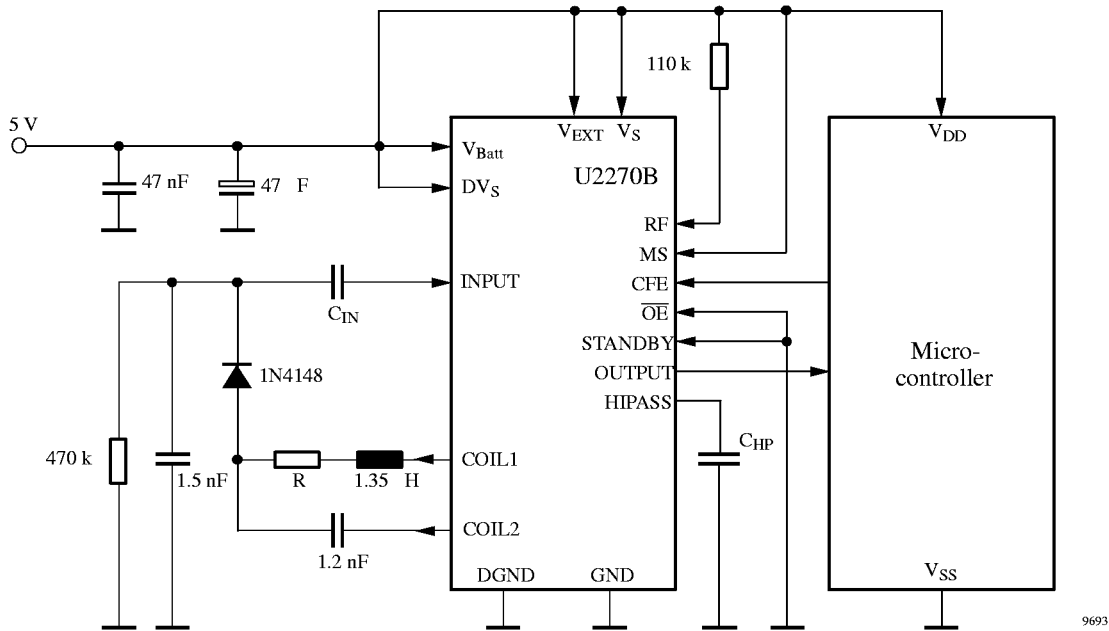 110 k
5 V
V_EXT V_S
V_DD
V_Batt
U2270B
47 nF
47 F
DV_S
RF
MS
INPUT
CFE
C_IN
O̅E̅
STANDBY
Micro-
controller
1N4148
OUTPUT
HIPASS
C_HP
470 k
1.5 nF
COIL1
R
1.35 H
COIL2
1.2 nF
DGND
GND
V_SS
9693